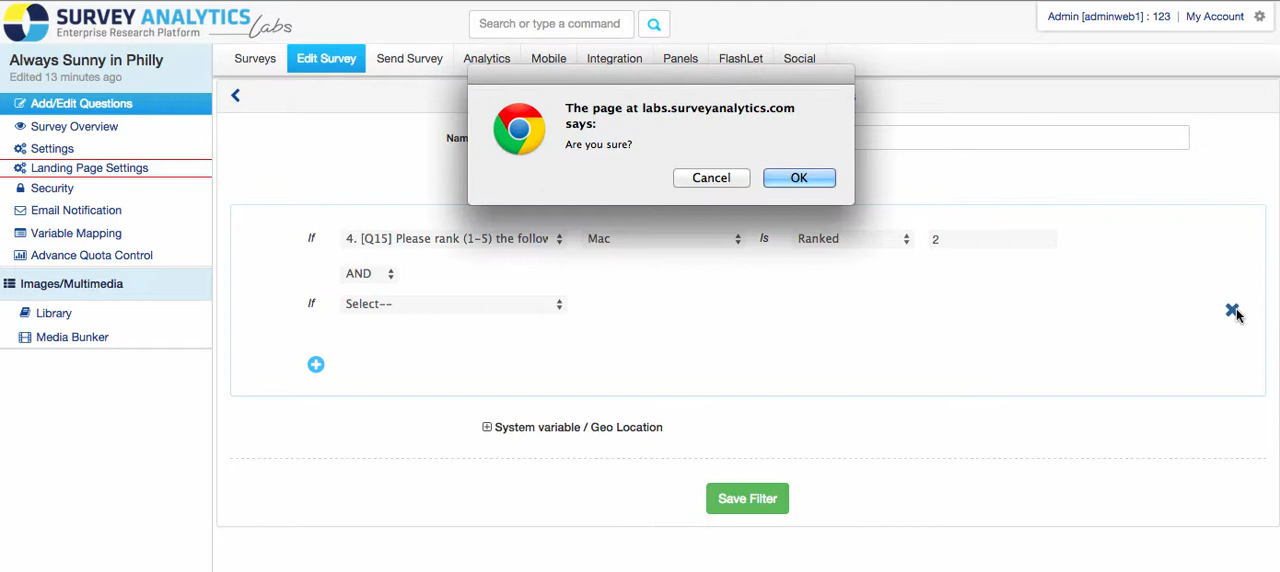 SURVEY ANALYTICS
Enterprise Research Platform Labs
Search or type a command
Admin [adminweb1] : 123 | My Account
Always Sunny in Philly
Edited 13 minutes ago
Surveys Edit Survey Send Survey Analytics Mobile Integration Panels FlashLet Social
Add/Edit Questions
Survey Overview
Settings
Landing Page Settings
Security
Email Notification
Variable Mapping
Advance Quota Control
Images/Multimedia
Library
Media Bunker
The page at labs.surveyanalytics.com
says:
Are you sure?
Cancel OK
Nam
If 4. [Q15] Please rank (1-5) the follov Mac Is Ranked 2
AND
If Select--
System variable / Geo Location
Save Filter